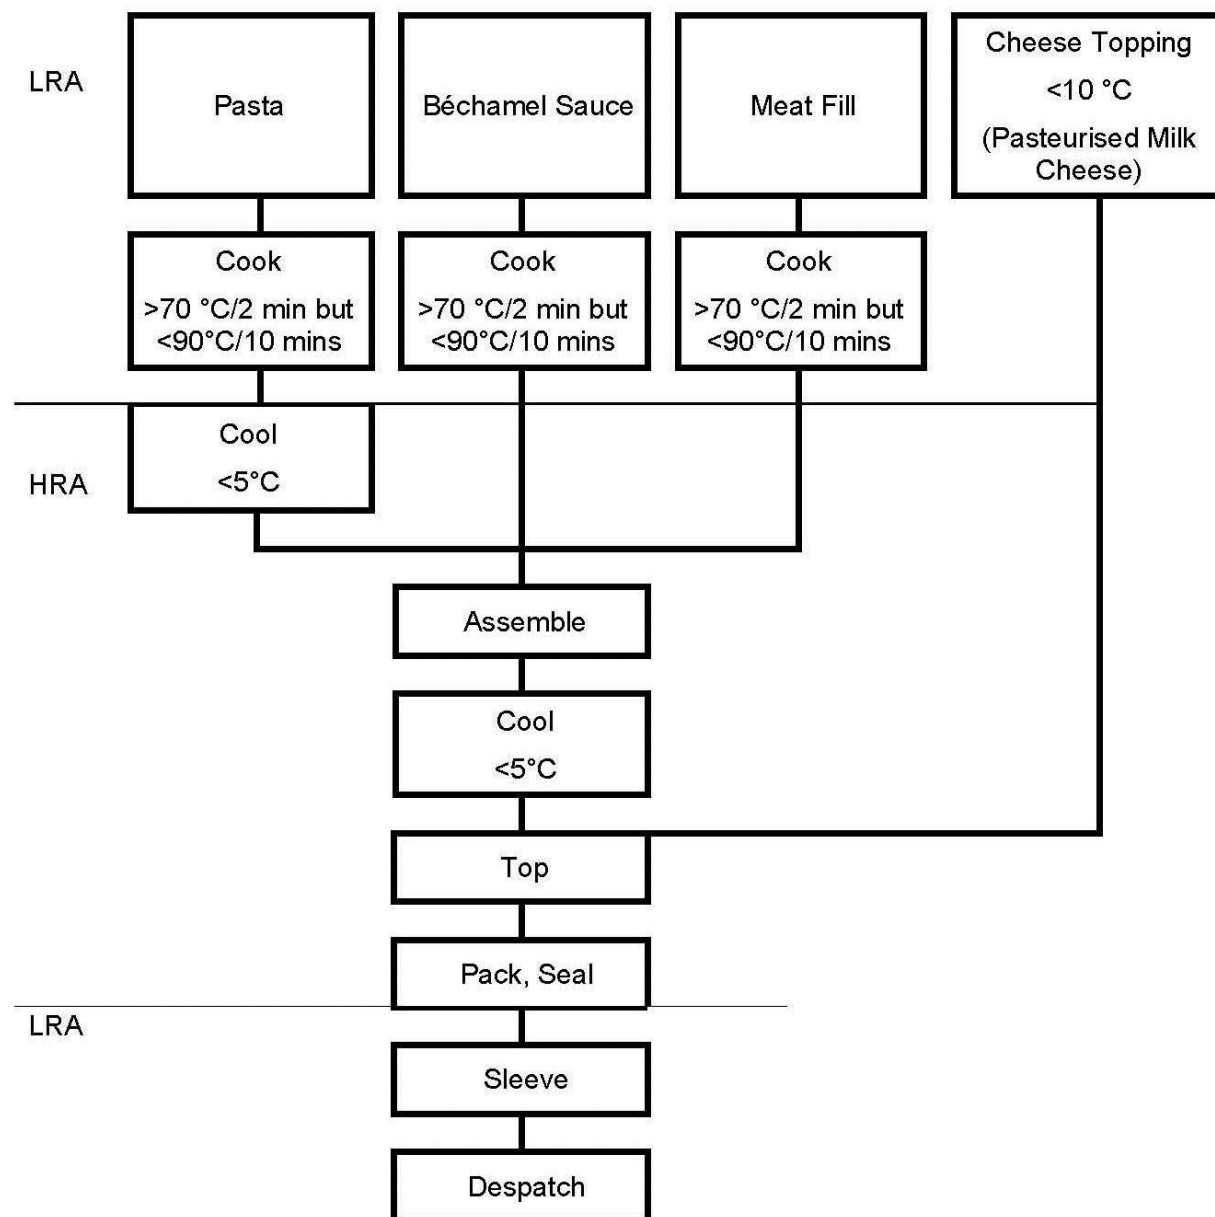 LRA
Pasta
Béchamel Sauce
Meat Fill
Cheese Topping
<10 °C
(Pasteurised Milk
Cheese)
Cook
>70 °C/2 min but
<90°C/10 mins
Cook
>70 °C/2 min but
<90°C/10 mins
Cook
>70 °C/2 min but
<90°C/10 mins
HRA
Cool
<5°C
Assemble
Cool
<5°C
Top
Pack, Seal
LRA
Sleeve
Despatch